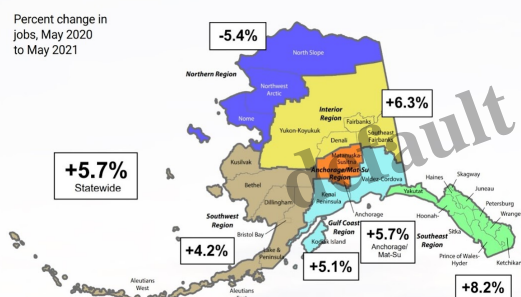 Percent change in
jobs, May 2020
to May 2021
-5.4%
North Slope
Northern Region
Northwest
Arctic
Nome
Interior
Region
+6.3%
Yukon-Koyukuk
Fairbanks
Denali
Southeast
Fairbanks
+5.7%
Statewide
Kusilvak
Matanuska-
Susitna
Anchorage/Mat-Su
Region
Valdez-Cordova
Bethel
Dillingham
Kenai
Peninsula
Anchorage
Yakutat
Haines
Skagway
Juneau
Petersburg
Wrange
Hoonah-
Sitka
Southwest
Region
Bristol Bay
Gulf Coast
Region
Kodiak Island
+5.7%
Anchorage/
Mat-Su
Southeast
Region
+4.2%
Lake &
Peninsula
+5.1%
Prince of Wales-
Hyder
Ketchikan
Aleutians
West
Aleutians
+8.2%
default